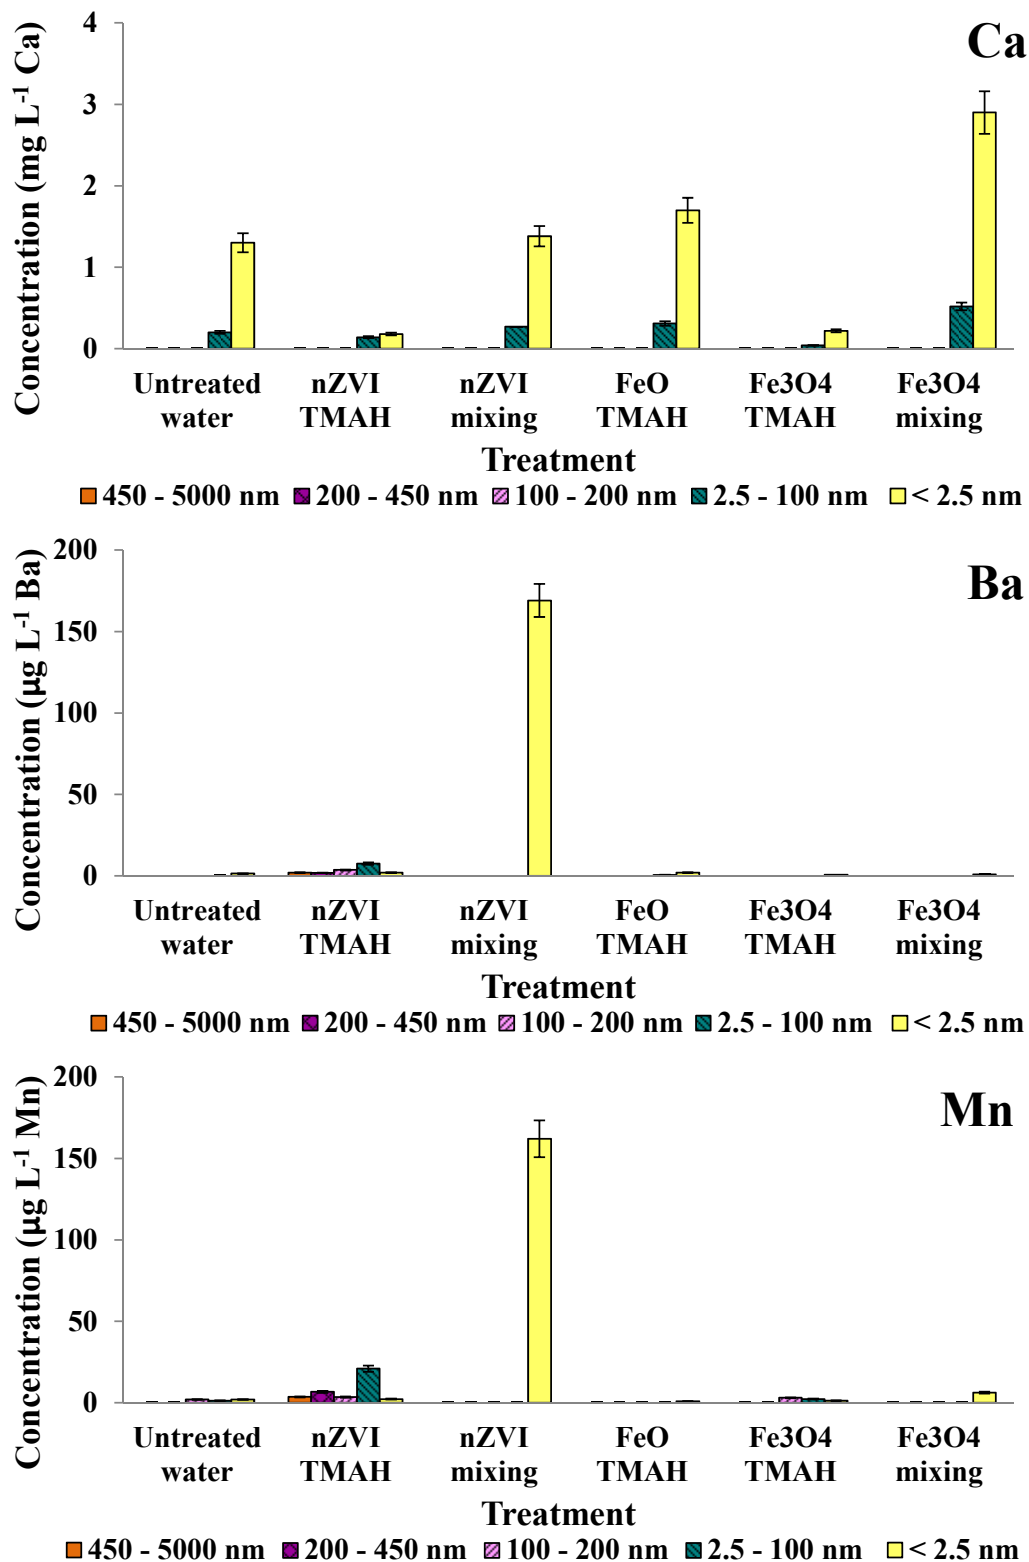 Ca
Concentration (mg L-1 Ca)
4
3
2
1
0
Untreated water
nZVI TMAH
nZVI mixing
FeO TMAH
Fe3O4 TMAH
Fe3O4 mixing
Treatment
450 - 5000 nm 200 - 450 nm 100 - 200 nm 2.5 - 100 nm < 2.5 nm
Ba
Concentration (µg L-1 Ba)
200
150
100
50
0
Untreated water
nZVI TMAH
nZVI mixing
FeO TMAH
Fe3O4 TMAH
Fe3O4 mixing
Treatment
450 - 5000 nm 200 - 450 nm 100 - 200 nm 2.5 - 100 nm < 2.5 nm
Mn
Concentration (µg L-1 Mn)
200
150
100
50
0
Untreated water
nZVI TMAH
nZVI mixing
FeO TMAH
Fe3O4 TMAH
Fe3O4 mixing
Treatment
450 - 5000 nm 200 - 450 nm 100 - 200 nm 2.5 - 100 nm < 2.5 nm